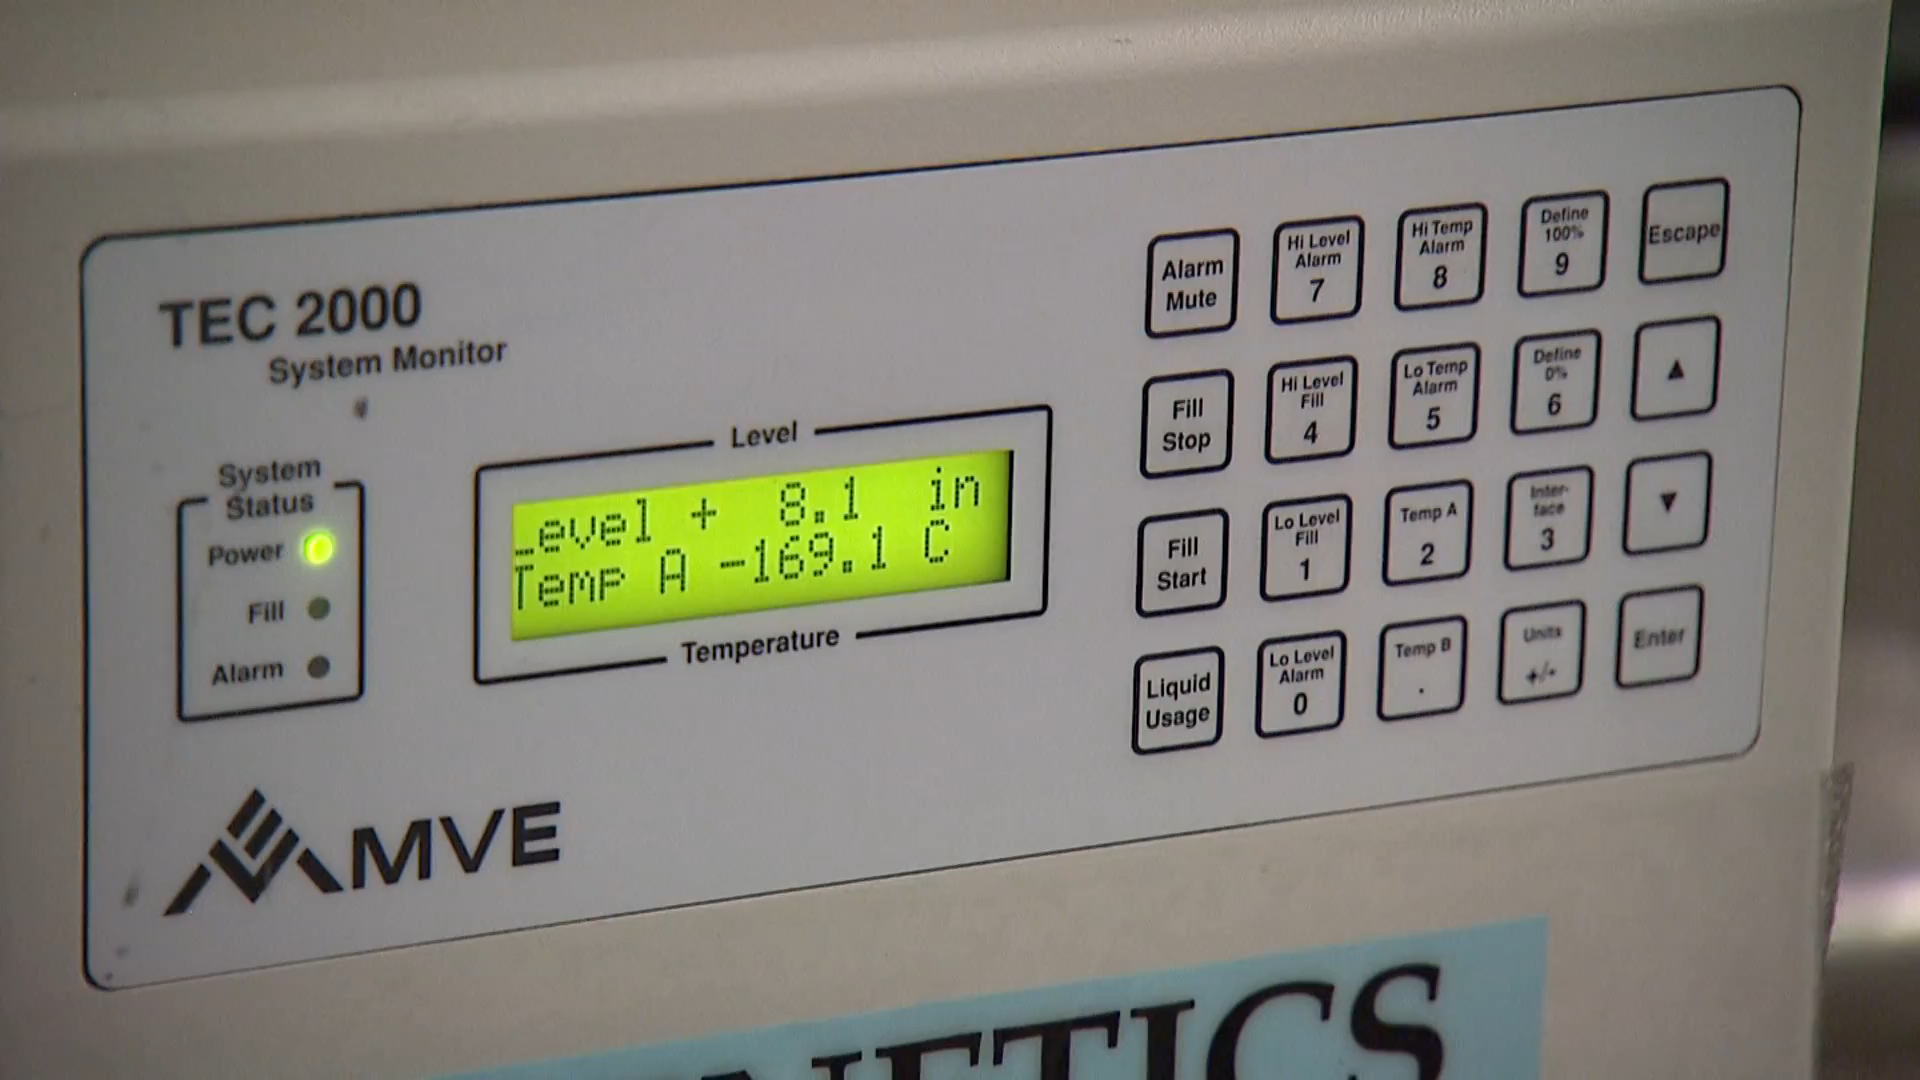 TEC 2000
System Monitor
System
Status
Power
Fill
Alarm
Level
Level + 8.1 in
Temp A -169.1 C
Temperature
MVE
Alarm
Mute
Hi Level
Alarm
7
Hi Temp
Alarm
8
Define
100%
9
Escape
Fill
Stop
Hi Level
Fill
4
Lo Temp
Alarm
5
Define
0%
6
▲
Fill
Start
Lo Level
Fill
1
Temp A
2
Inter-
face
3
▼
Liquid
Usage
Lo Level
Alarm
0
Temp B
.
Units
+/-
Enter
NETICS